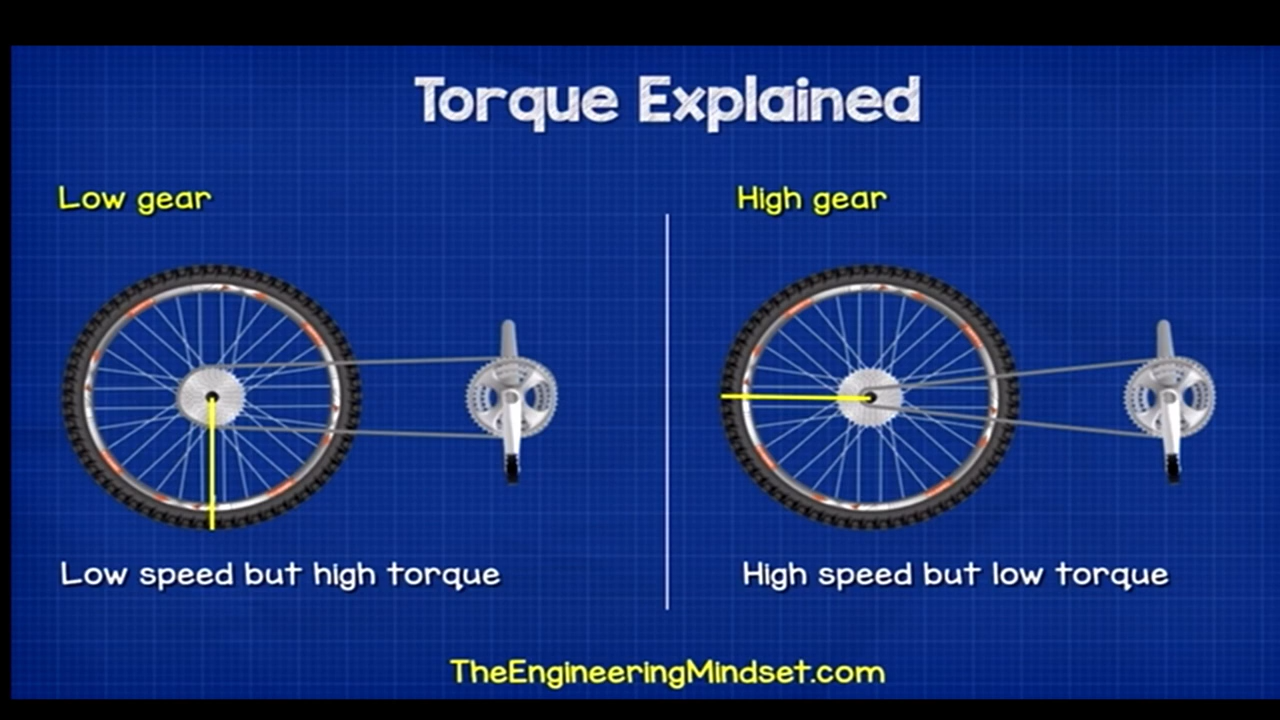 Torque Explained
Low gear
High gear
Low speed but high torque
High speed but low torque
TheEngineeringMindset.com